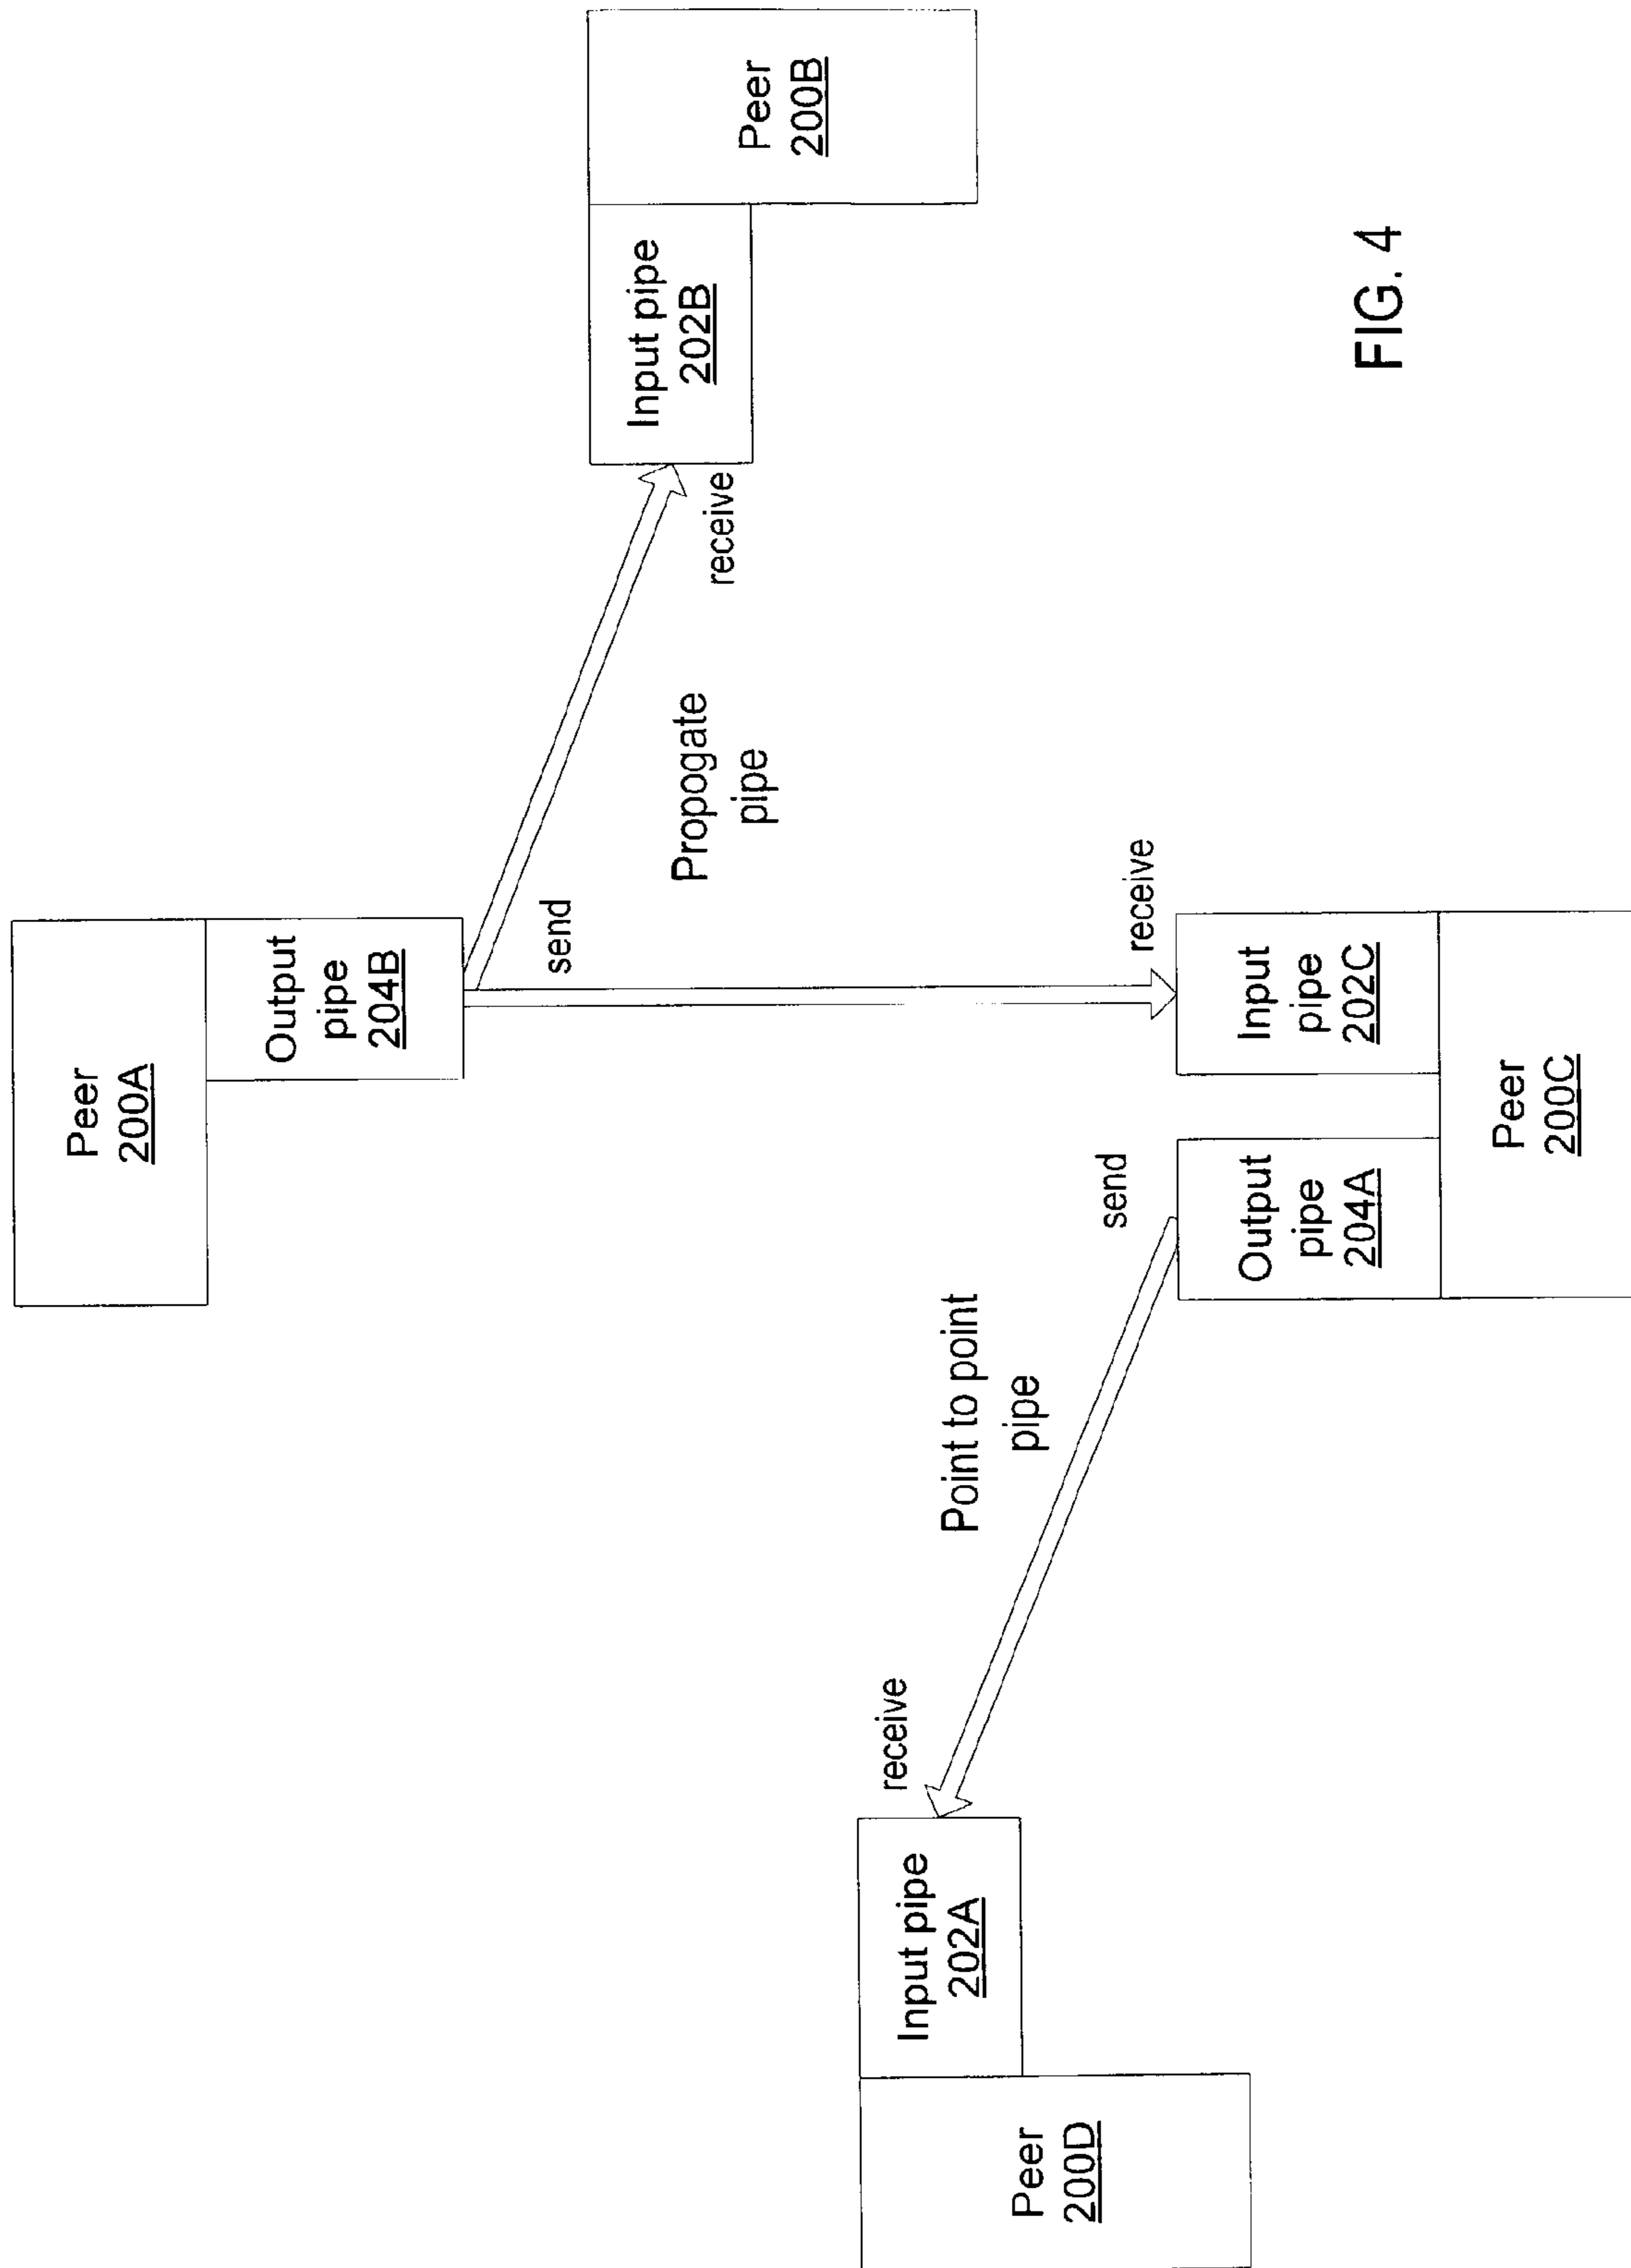 Peer
200A
Output
pipe
204B
send
Input pipe
202B
Peer
200B
receive
Propogate
pipe
receive
Input pipe
202A
Peer
200D
Point to point
pipe
send
receive
Output
pipe
204A
Input
pipe
202C
Peer
200C
FIG. 4